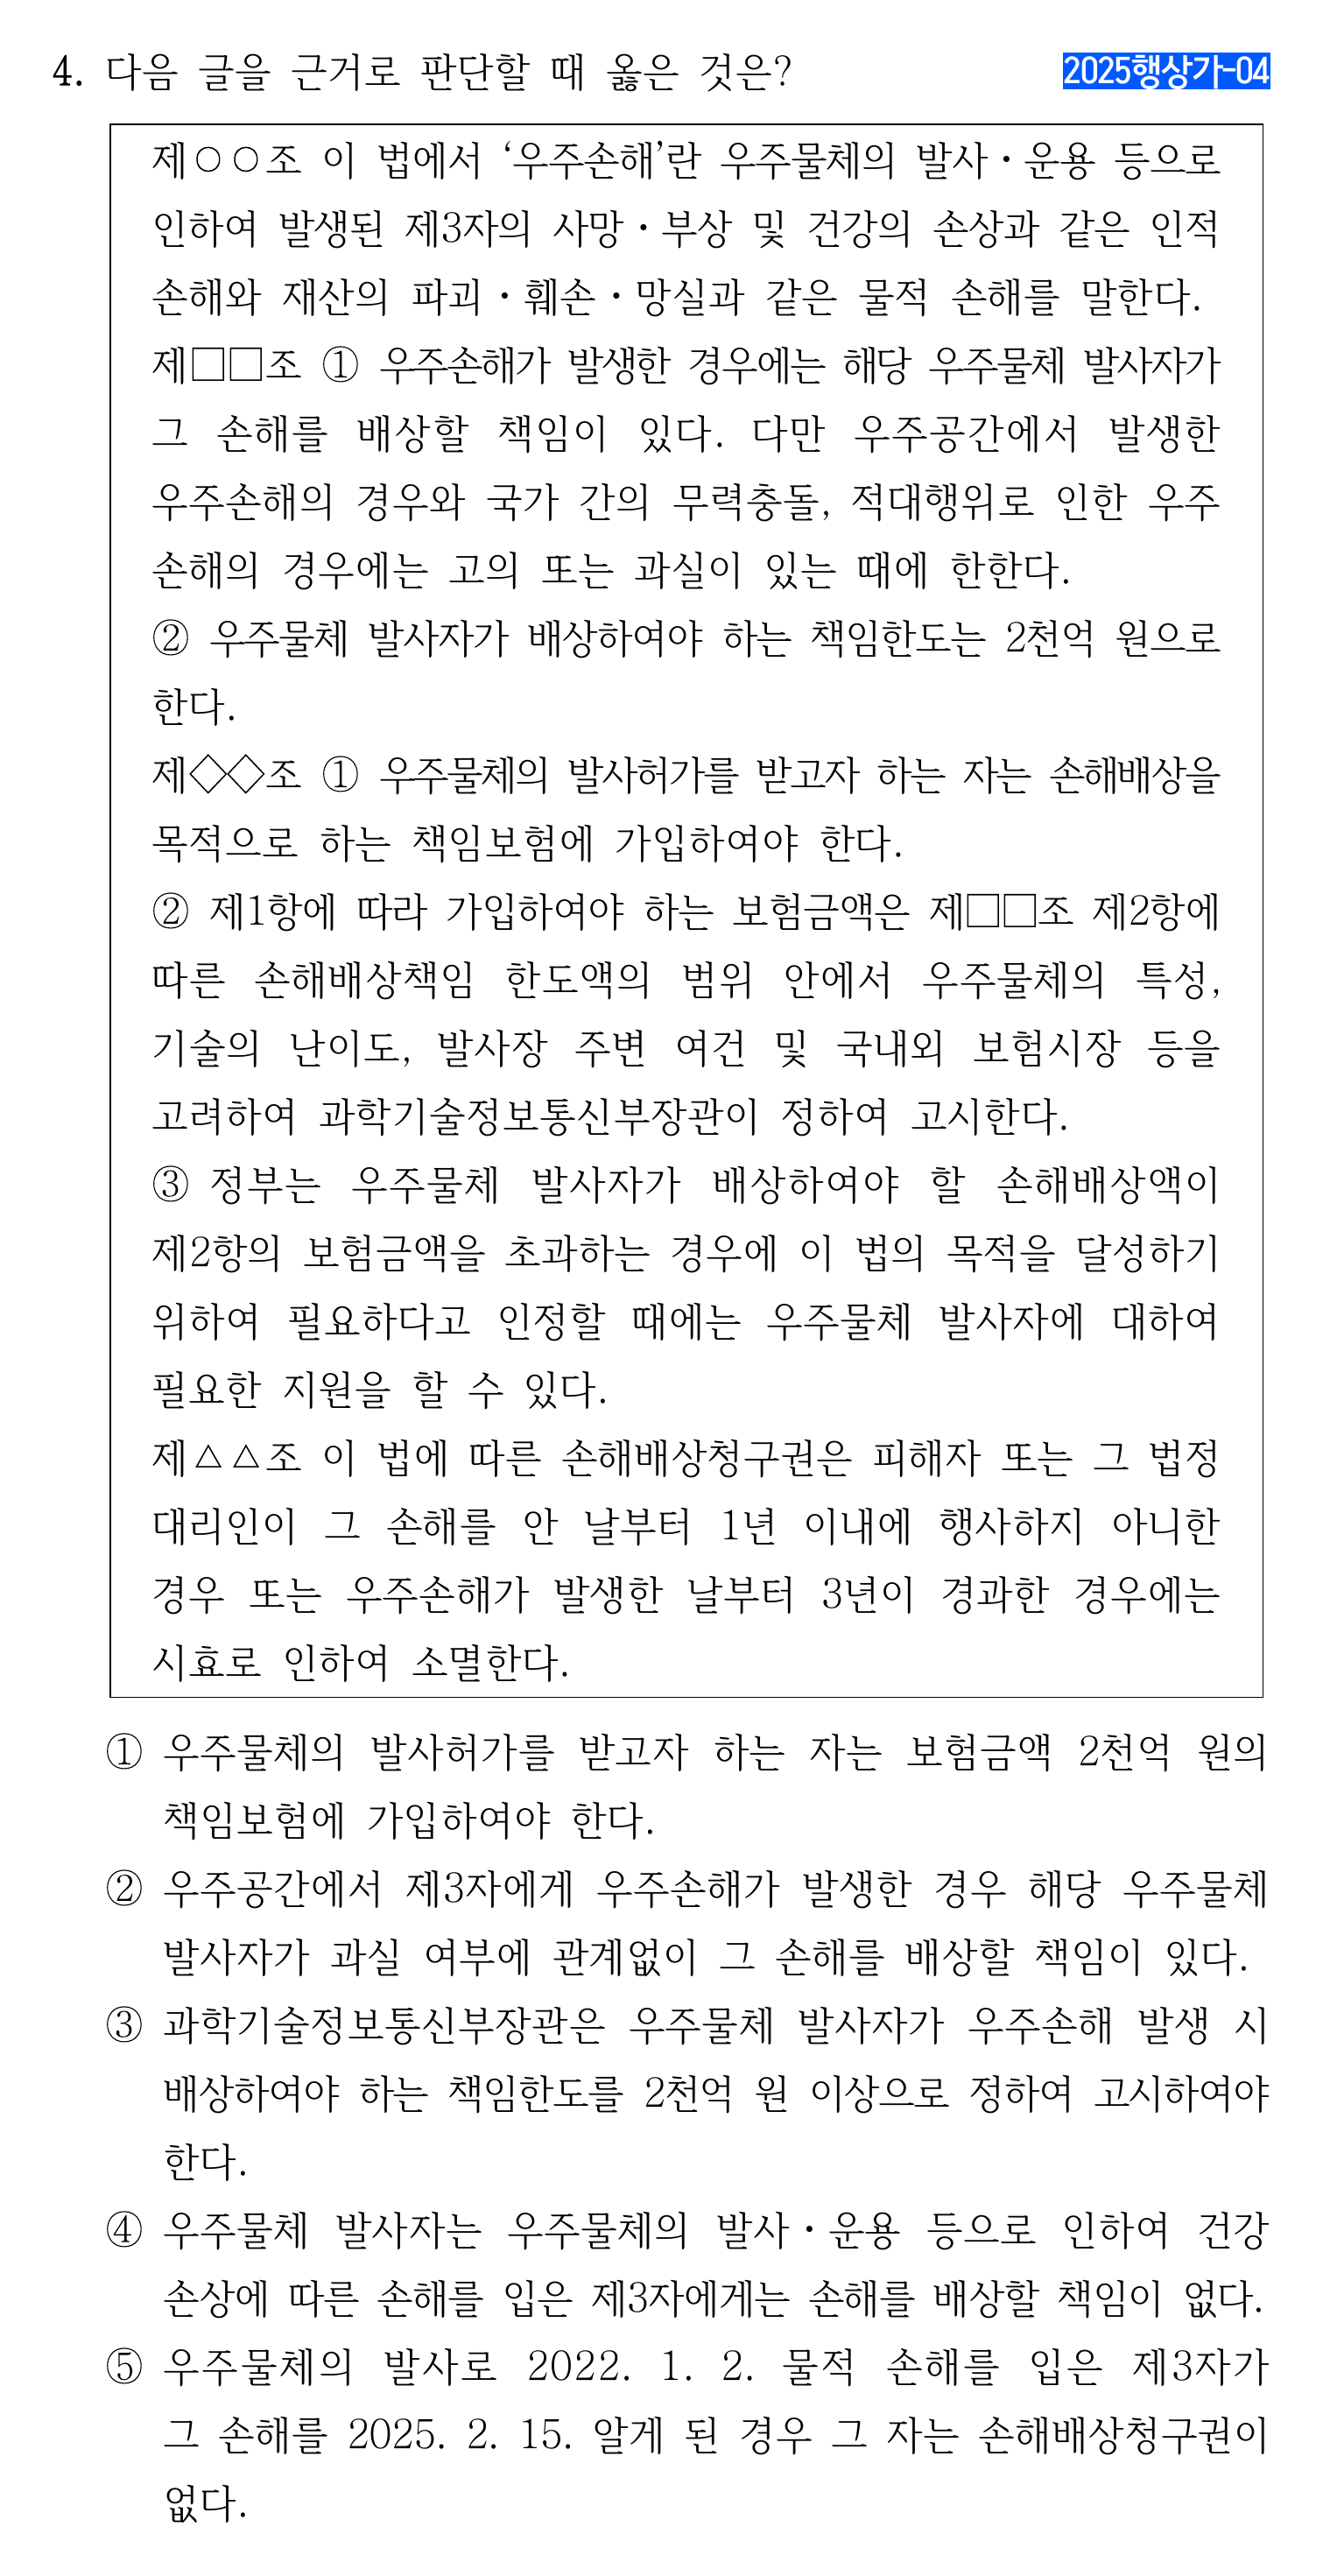 4. 다음 글을 근거로 판단할 때 옳은 것은?
2025행상가-04
제○○조 이 법에서 ‘우주손해’란 우주물체의 발사・운용 등으로
인하여 발생된 제3자의 사망・부상 및 건강의 손상과 같은 인적
손해와 재산의 파괴・훼손・망실과 같은 물적 손해를 말한다.
제□□조 ① 우주손해가 발생한 경우에는 해당 우주물체 발사자가
그 손해를 배상할 책임이 있다. 다만 우주공간에서 발생한
우주손해의 경우와 국가 간의 무력충돌, 적대행위로 인한 우주
손해의 경우에는 고의 또는 과실이 있는 때에 한한다.
② 우주물체 발사자가 배상하여야 하는 책임한도는 2천억 원으로
한다.
제◇◇조 ① 우주물체의 발사허가를 받고자 하는 자는 손해배상을
목적으로 하는 책임보험에 가입하여야 한다.
② 제1항에 따라 가입하여야 하는 보험금액은 제□□조 제2항에
따른 손해배상책임 한도액의 범위 안에서 우주물체의 특성,
기술의 난이도, 발사장 주변 여건 및 국내외 보험시장 등을
고려하여 과학기술정보통신부장관이 정하여 고시한다.
③ 정부는 우주물체 발사자가 배상하여야 할 손해배상액이
제2항의 보험금액을 초과하는 경우에 이 법의 목적을 달성하기
위하여 필요하다고 인정할 때에는 우주물체 발사자에 대하여
필요한 지원을 할 수 있다.
제△△조 이 법에 따른 손해배상청구권은 피해자 또는 그 법정
대리인이 그 손해를 안 날부터 1년 이내에 행사하지 아니한
경우 또는 우주손해가 발생한 날부터 3년이 경과한 경우에는
시효로 인하여 소멸한다.
① 우주물체의 발사허가를 받고자 하는 자는 보험금액 2천억 원의
책임보험에 가입하여야 한다.
② 우주공간에서 제3자에게 우주손해가 발생한 경우 해당 우주물체
발사자가 과실 여부에 관계없이 그 손해를 배상할 책임이 있다.
③ 과학기술정보통신부장관은 우주물체 발사자가 우주손해 발생 시
배상하여야 하는 책임한도를 2천억 원 이상으로 정하여 고시하여야
한다.
④ 우주물체 발사자는 우주물체의 발사・운용 등으로 인하여 건강
손상에 따른 손해를 입은 제3자에게는 손해를 배상할 책임이 없다.
⑤ 우주물체의 발사로 2022. 1. 2. 물적 손해를 입은 제3자가
그 손해를 2025. 2. 15. 알게 된 경우 그 자는 손해배상청구권이
없다.